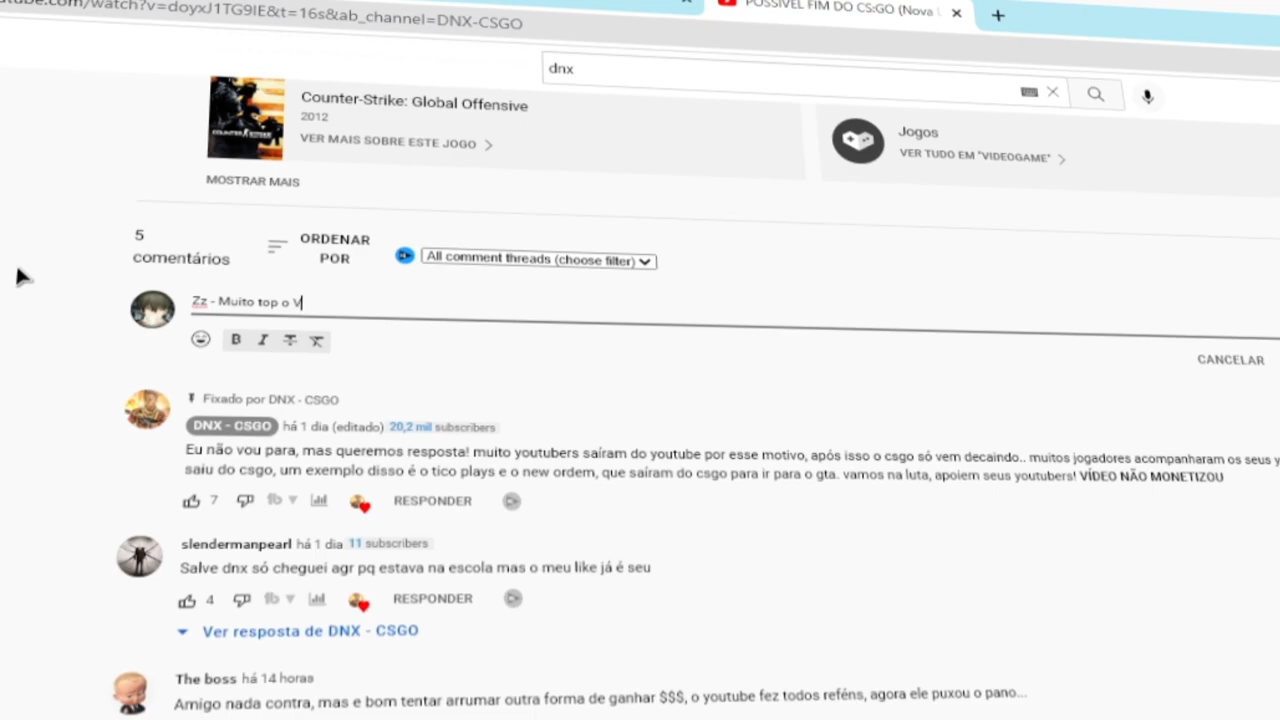 tube.com/watch?v=doyxJ1TG9IE&t=16s&ab_channel=DNX-CSGO
POSSÍVEL FIM DO CS:GO (Nova
dnx
Counter-Strike: Global Offensive
2012
VER MAIS SOBRE ESTE JOGO
Jogos
VER TUDO EM "VIDEOGAME"
MOSTRAR MAIS
5
comentários
ORDENAR
POR
All comment threads (choose filter)
Zz - Muito top o V
B I T
CANCELAR
Fixado por DNX - CSGO
DNX - CSGO há 1 dia (editado) 20,2 mil subscribers
Eu não vou para, mas queremos resposta! muito youtubers saíram do youtube por esse motivo, após isso o csgo só vem decaindo.. muitos jogadores acompanharam os seus y
saiu do csgo, um exemplo disso é o tico plays e o new ordem, que saíram do csgo para ir para o gta. vamos na luta, apoiem seus youtubers! VÍDEO NÃO MONETIZOU
7 RESPONDER
slendermanpearl há 1 dia 11 subscribers
Salve dnx só cheguei agr pq estava na escola mas o meu like já é seu
4 RESPONDER
Ver resposta de DNX - CSGO
The boss há 14 horas
Amigo nada contra, mas e bom tentar arrumar outra forma de ganhar $$$, o youtube fez todos reféns, agora ele puxou o pano...